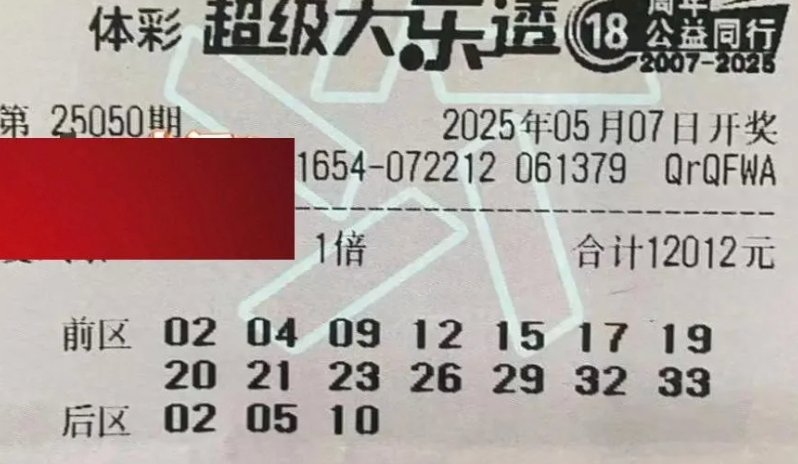 体彩 超级大乐透 18 周年
公益同行
2007-2025
第 25050期 2025年05月07日开奖
1654-072212 061379 QrQFWA
1倍 合计12012元
前区 02 04 09 12 15 17 19
20 21 23 26 29 32 33
后区 02 05 10